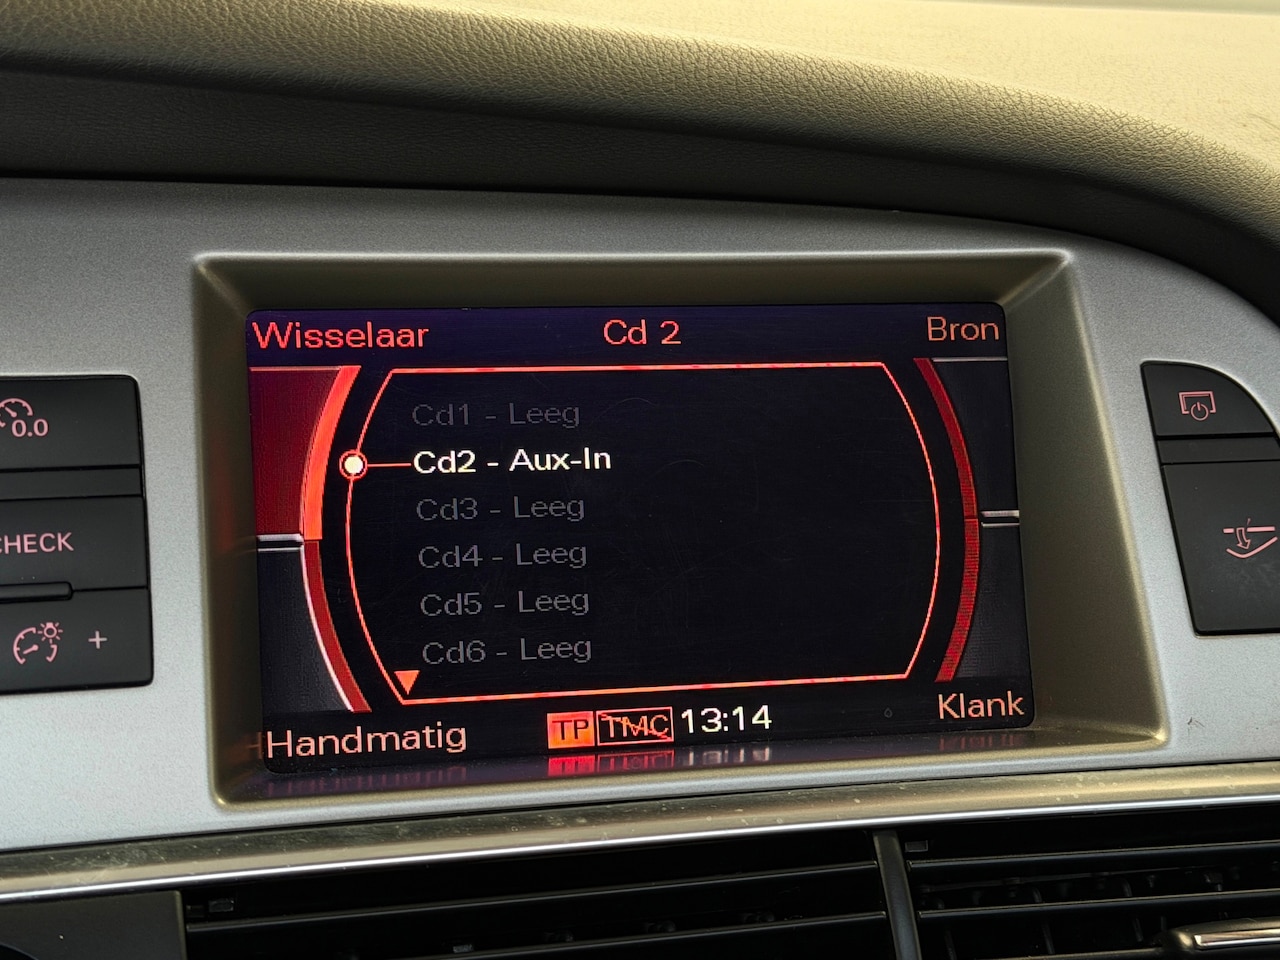 Wisselaar Cd 2 Bron
Cd1 - Leeg
Cd2 - Aux-In
Cd3 - Leeg
Cd4 - Leeg
Cd5 - Leeg
Cd6 - Leeg
Handmatig TP TMC 13:14 Klank
0.0
CHECK
+